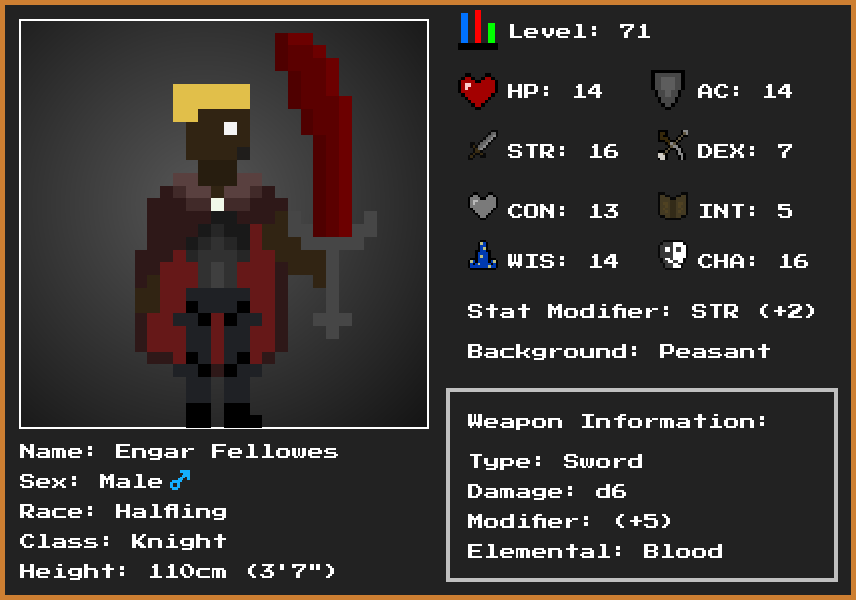 Level: 71
HP: 14
AC: 14
STR: 16
DEX: 7
CON: 13
INT: 5
WIS: 14
CHA: 16
Stat Modifier: STR (+2)
Background: Peasant
Weapon Information:
Type: Sword
Damage: d6
Modifier: (+5)
Elemental: Blood
Name: Engar Fellowes
Sex: Male ♂
Race: Halfling
Class: Knight
Height: 110cm (3'7")